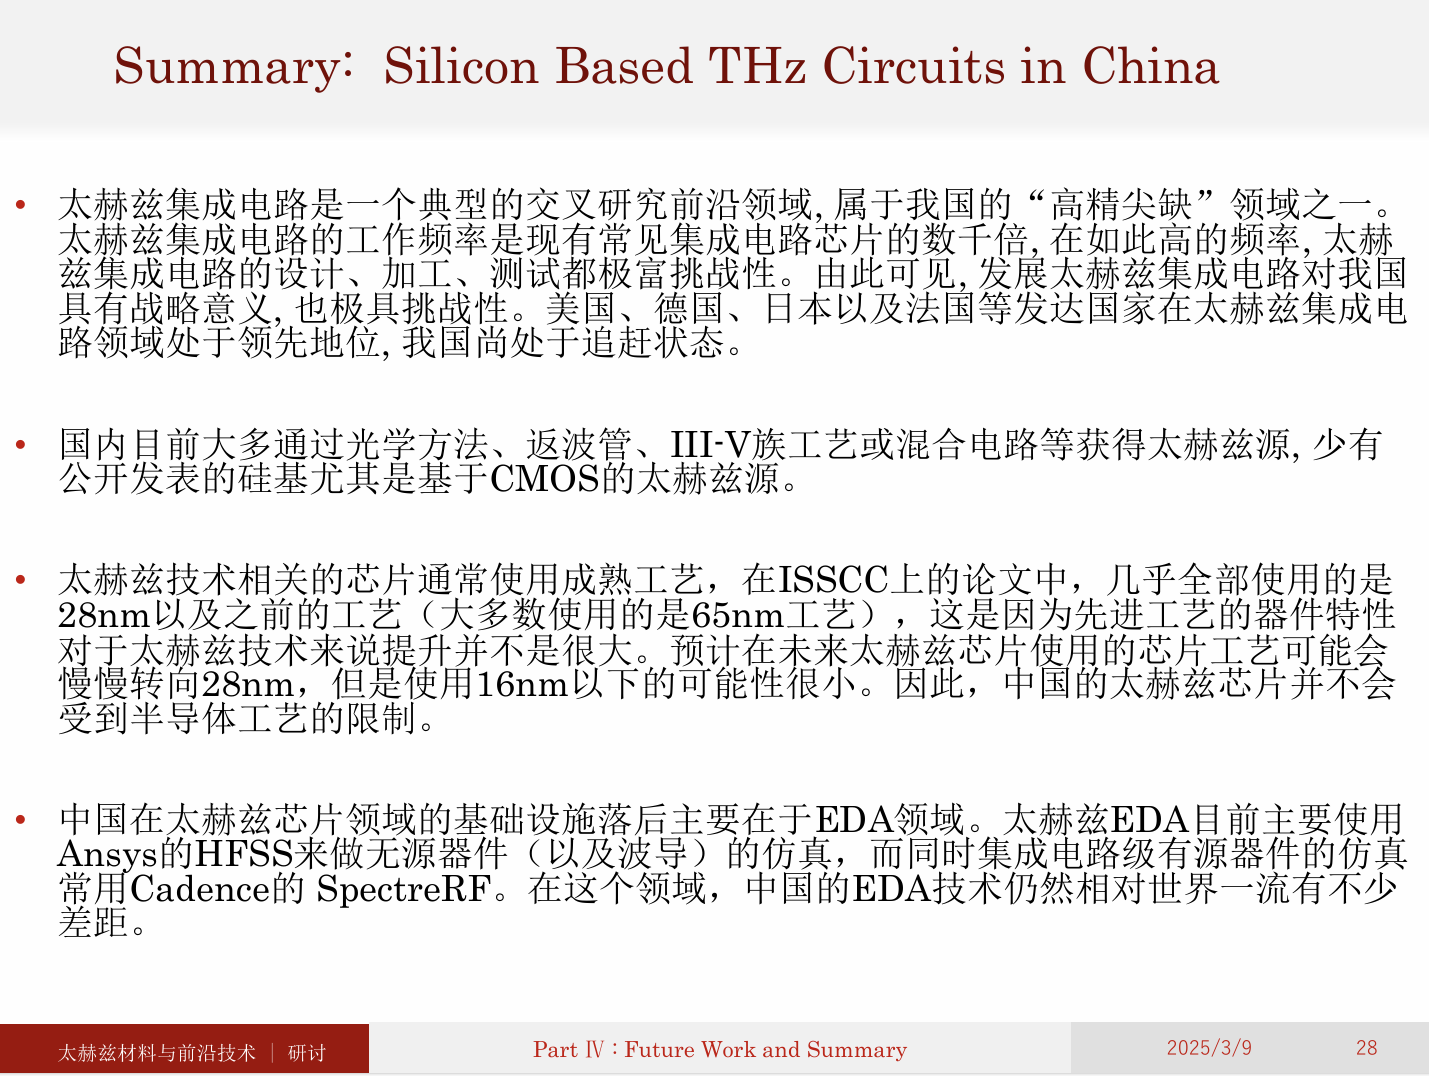 Summary: Silicon Based THz Circuits in China
• 太赫兹集成电路是一个典型的交叉研究前沿领域, 属于我国的“高精尖缺”领域之一。
太赫兹集成电路的工作频率是现有常见集成电路芯片的数千倍, 在如此高的频率, 太赫
兹集成电路的设计、加工、测试都极富挑战性。由此可见, 发展太赫兹集成电路对我国
具有战略意义, 也极具挑战性。美国、德国、日本以及法国等发达国家在太赫兹集成电
路领域处于领先地位, 我国尚处于追赶状态。
• 国内目前大多通过光学方法、返波管、III-V族工艺或混合电路等获得太赫兹源, 少有
公开发表的硅基尤其是基于CMOS的太赫兹源。
• 太赫兹技术相关的芯片通常使用成熟工艺，在ISSCC上的论文中，几乎全部使用的是
28nm以及之前的工艺（大多数使用的是65nm工艺），这是因为先进工艺的器件特性
对于太赫兹技术来说提升并不是很大。预计在未来太赫兹芯片使用的芯片工艺可能会
慢慢转向28nm，但是使用16nm以下的可能性很小。因此，中国的太赫兹芯片并不会
受到半导体工艺的限制。
• 中国在太赫兹芯片领域的基础设施落后主要在于EDA领域。太赫兹EDA目前主要使用
Ansys的HFSS来做无源器件（以及波导）的仿真，而同时集成电路级有源器件的仿真
常用Cadence的 SpectreRF。在这个领域，中国的EDA技术仍然相对世界一流有不少
差距。
太赫兹材料与前沿技术 | 研讨
Part Ⅳ : Future Work and Summary
2025/3/9
28